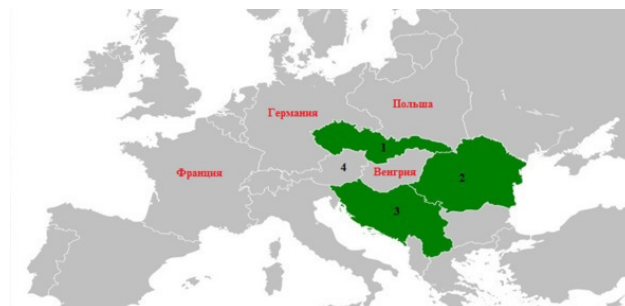 Польша
Германия
1
4
Венгрия
Франция
2
3